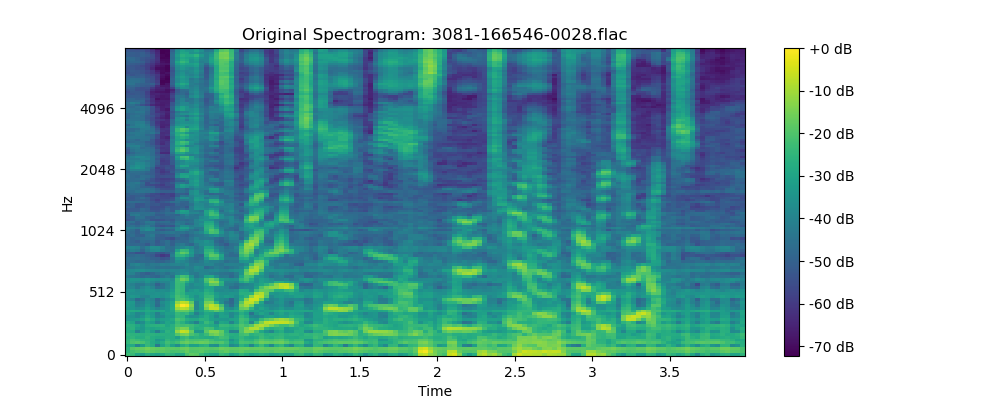 Original Spectrogram: 3081-166546-0028.flac
Hz
4096
2048
1024
512
0
0 0.5 1 1.5 2 2.5 3 3.5
Time
+0 dB
-10 dB
-20 dB
-30 dB
-40 dB
-50 dB
-60 dB
-70 dB